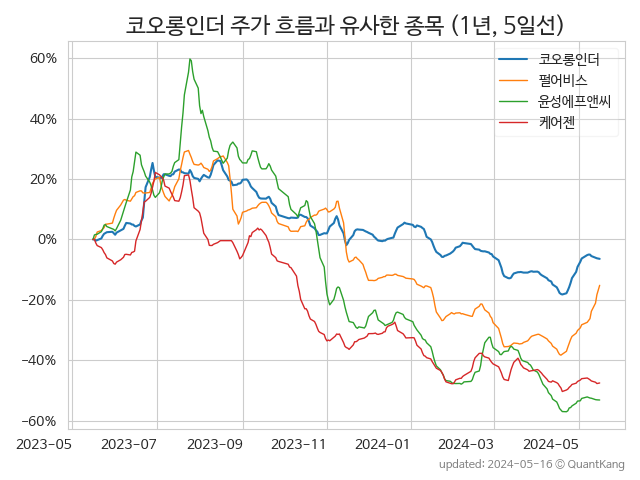 코오롱인더 주가 흐름과 유사한 종목 (1년, 5일선)
60%
40%
20%
0%
−20%
−40%
−60%
코오롱인더
펄어비스
윤성에프앤씨
케어젠
2023-05
2023-07
2023-09
2023-11
2024-01
2024-03
2024-05
updated: 2024-05-16 © QuantKang